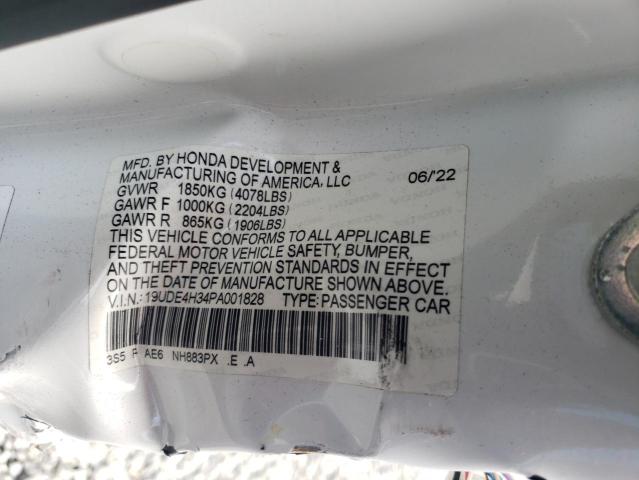 MFD. BY HONDA DEVELOPMENT &
MANUFACTURING OF AMERICA, LLC 06/'22
GVWR 1850KG (4078LBS)
GAWR F 1000KG (2204LBS)
GAWR R 865KG (1906LBS)
THIS VEHICLE CONFORMS TO ALL APPLICABLE
FEDERAL MOTOR VEHICLE SAFETY, BUMPER,
AND THEFT PREVENTION STANDARDS IN EFFECT
ON THE DATE OF MANUFACTURE SHOWN ABOVE.
V.I.N.: 19UDE4H34PA001828 TYPE: PASSENGER CAR
3S5 AE6 NH883PX .E .A